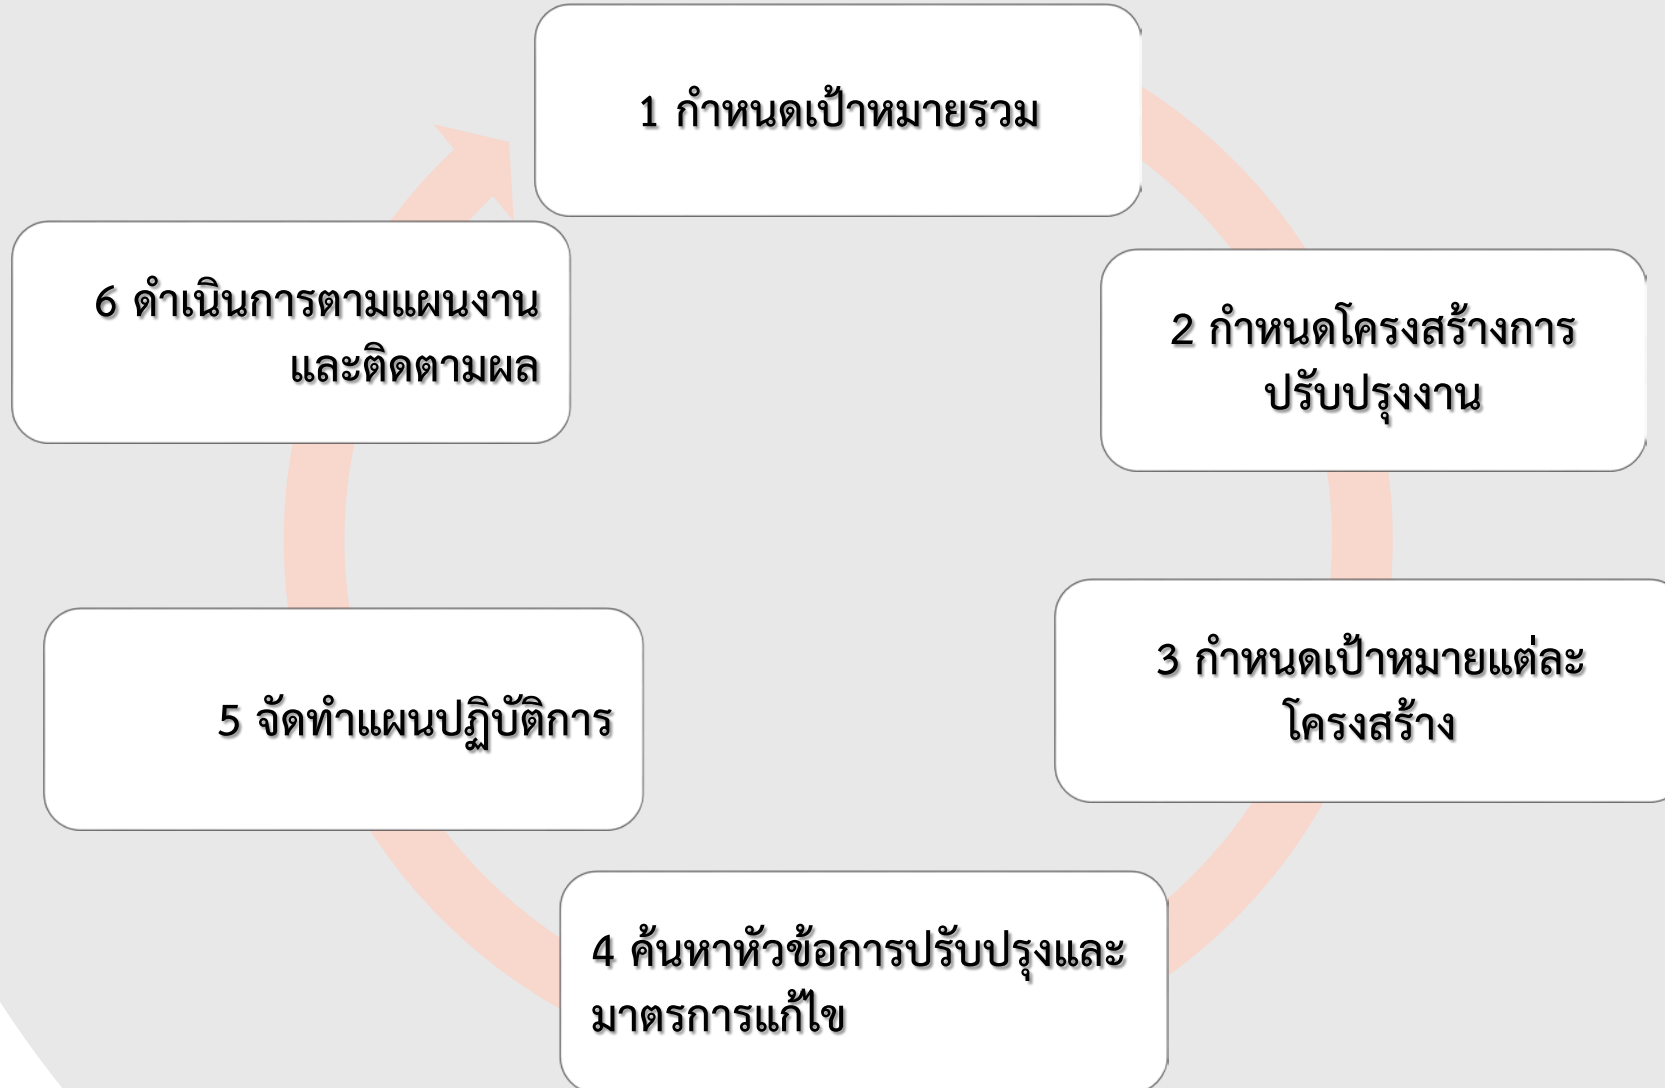 1 กำหนดเป้าหมายรวม
2 กำหนดโครงสร้างการ
ปรับปรุงงาน
3 กำหนดเป้าหมายแต่ละ
โครงสร้าง
4 ค้นหาหัวข้อการปรับปรุงและ
มาตรการแก้ไข
5 จัดทำแผนปฏิบัติการ
6 ดำเนินการตามแผนงาน
และติดตามผล